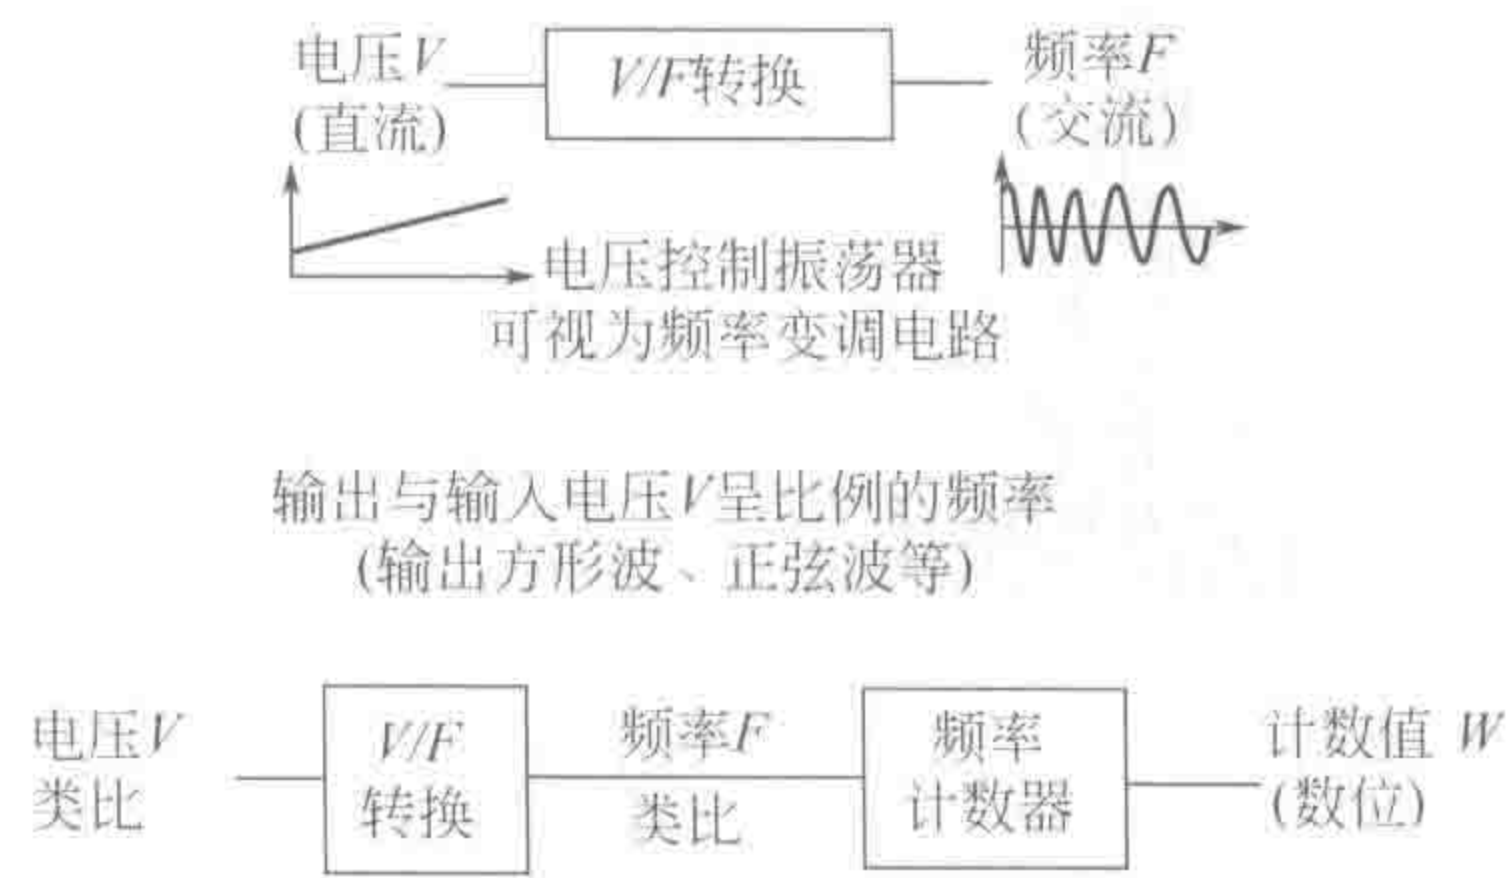 电压V
(直流)
V/F转换
频率F
(交流)
电压控制振荡器
可视为频率变调电路
输出与输入电压V呈比例的频率
(输出方形波、正弦波等)
电压V
类比
V/F
转换
频率F
类比
频率
计数器
计数值 W
(数位)